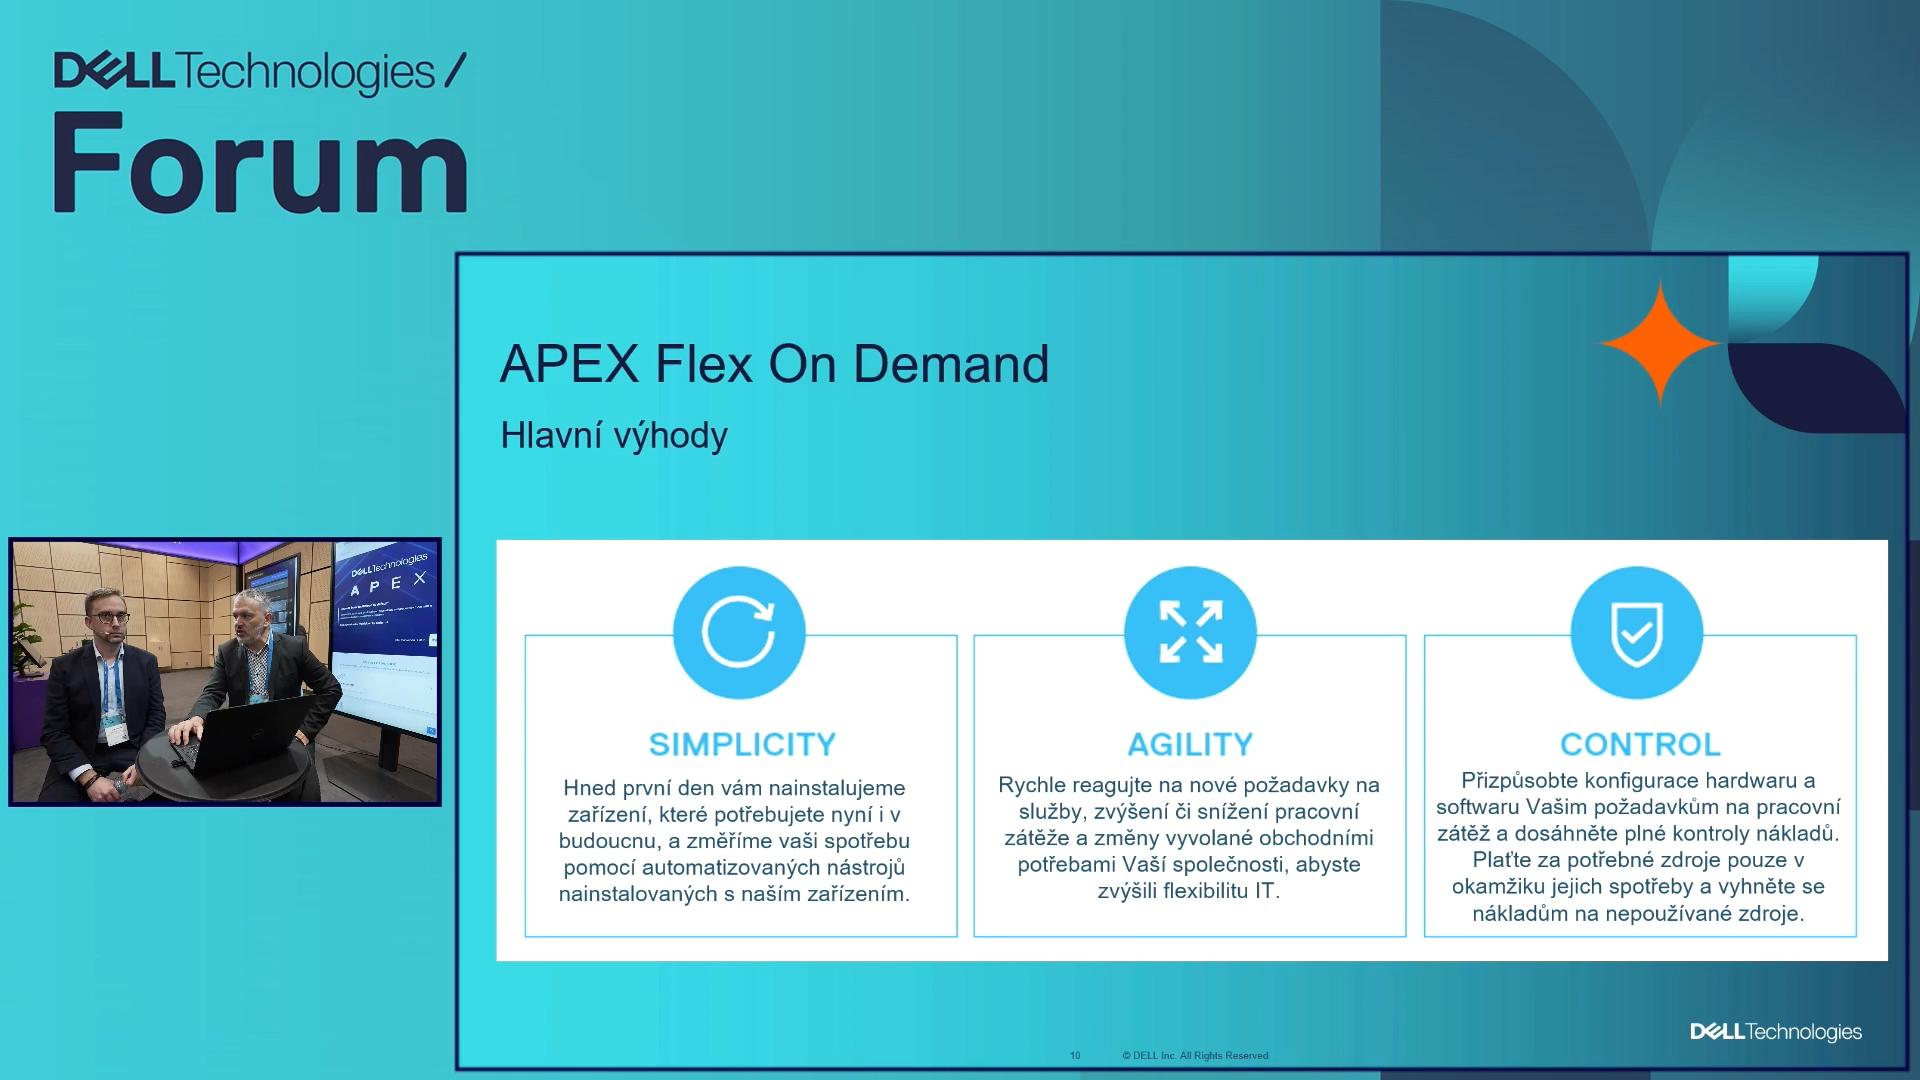 DELL Technologies /
Forum
APEX Flex On Demand
Hlavní výhody
DELL Technologies
A P E X
SIMPLICITY
Hned první den vám nainstalujeme
zařízení, které potřebujete nyní i v
budoucnu, a změříme vaši spotřebu
pomocí automatizovaných nástrojů
nainstalovaných s naším zařízením.
AGILITY
Rychle reagujte na nové požadavky na
služby, zvýšení či snížení pracovní
zátěže a změny vyvolané obchodními
potřebami Vaší společnosti, abyste
zvýšili flexibilitu IT.
CONTROL
Přizpůsobte konfigurace hardwaru a
softwaru Vašim požadavkům na pracovní
zátěž a dosáhněte plné kontroly nákladů.
Plaťte za potřebné zdroje pouze v
okamžiku jejich spotřeby a vyhněte se
nákladům na nepoužívané zdroje.
DELL Technologies
10 © DELL Inc. All Rights Reserved